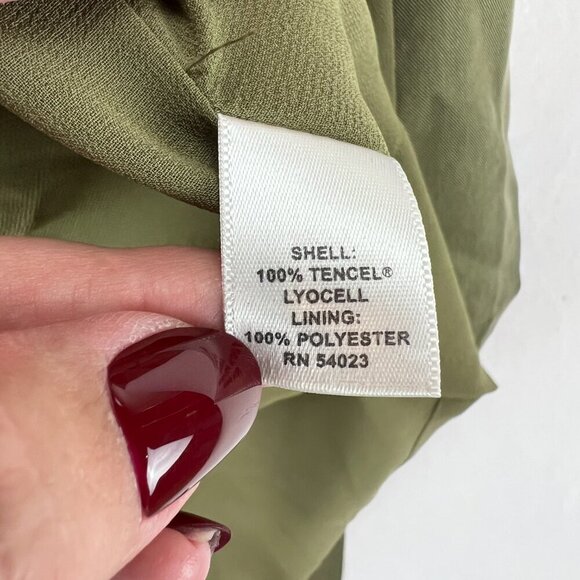 SHELL:
100% TENCEL®
LYOCELL
LINING:
100% POLYESTER
RN 54023